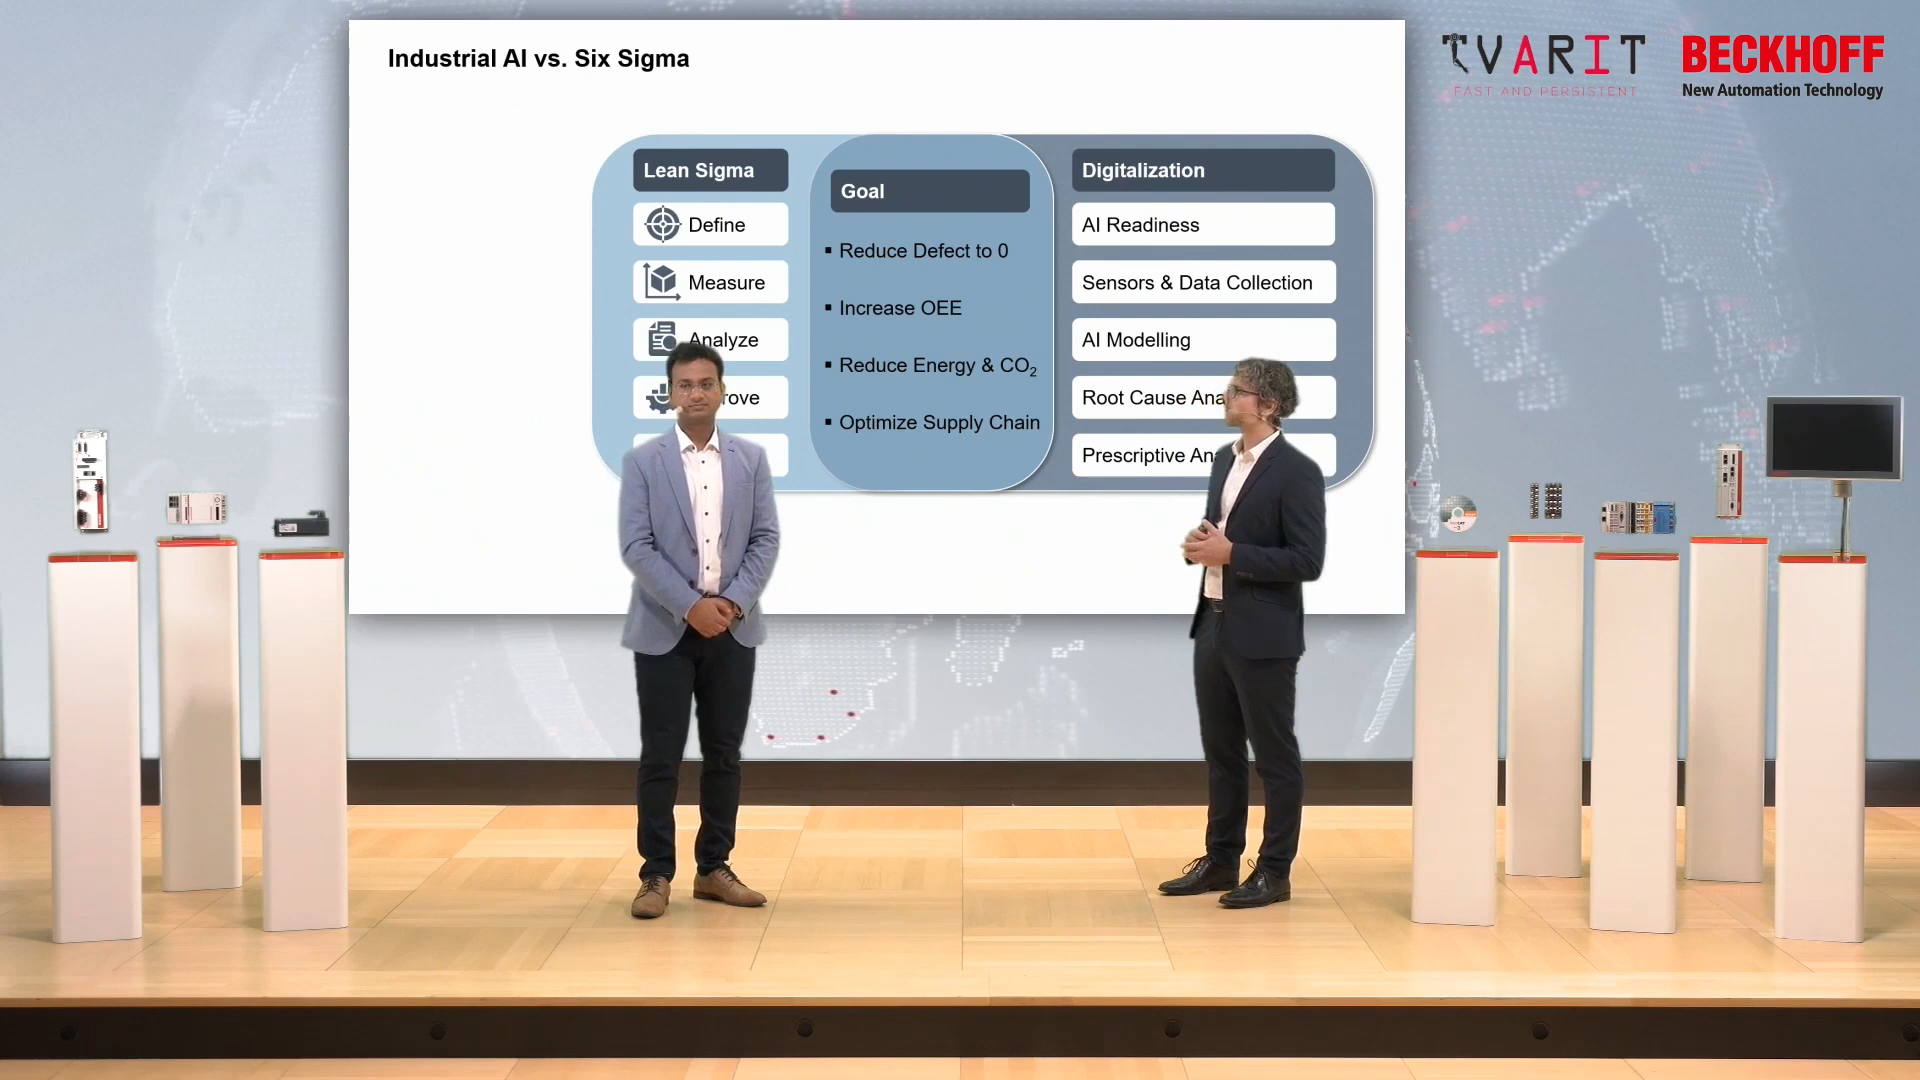 Industrial AI vs. Six Sigma
TVARIT
FAST AND PERSISTENT
BECKHOFF
New Automation Technology
Lean Sigma
Define
Measure
Analyze
rove
Goal
▪ Reduce Defect to 0
▪ Increase OEE
▪ Reduce Energy & CO₂
▪ Optimize Supply Chain
Digitalization
AI Readiness
Sensors & Data Collection
AI Modelling
Root Cause Ana
Prescriptive An